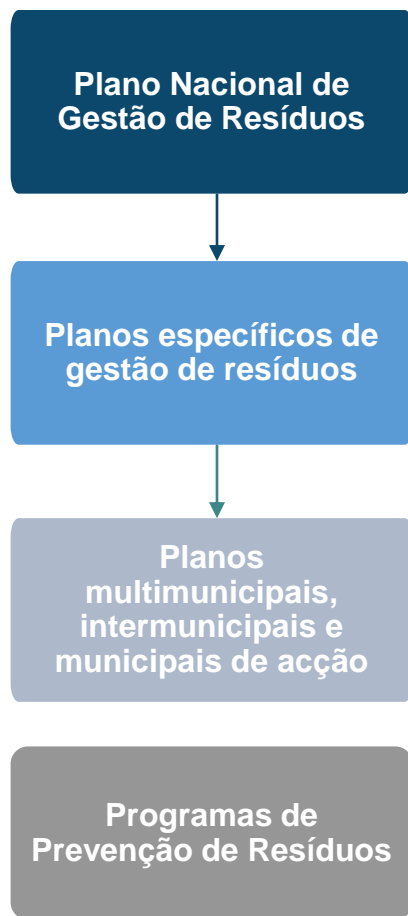 Plano Nacional de
Gestão de Resíduos
Planos específicos de
gestão de resíduos
Planos
multimunicipais,
intermunicipais e
municipais de acção
Programas de
Prevenção de Resíduos